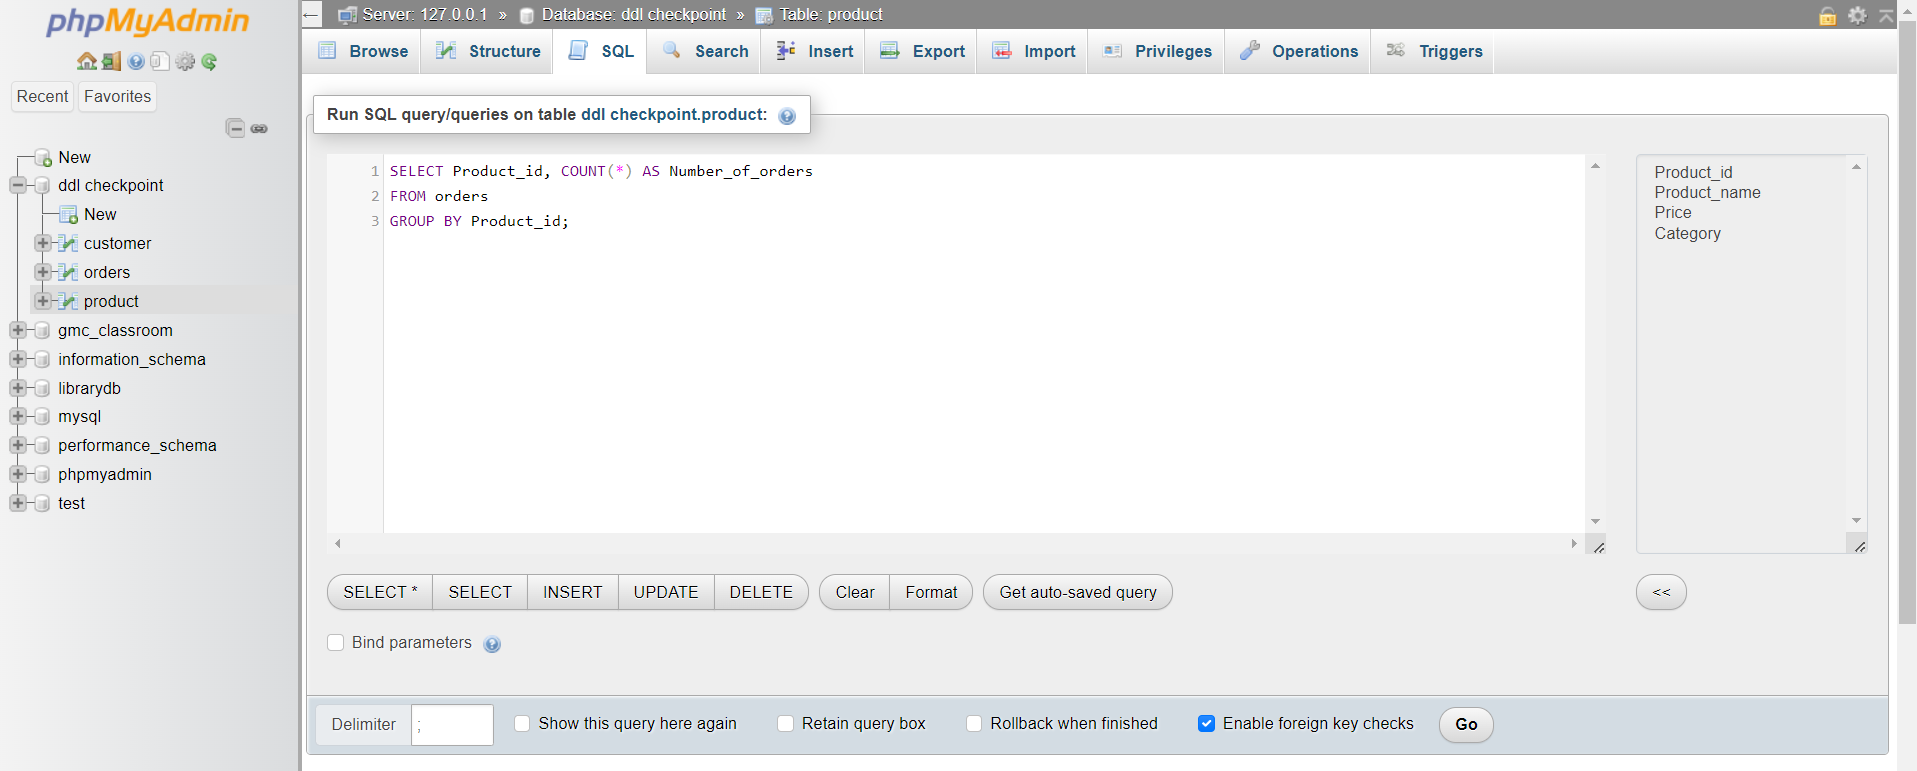 phpMyAdmin
Recent
Favorites
New
ddl checkpoint
New
customer
orders
product
gmc_classroom
information_schema
librarydb
mysql
performance_schema
phpmyadmin
test
← Server: 127.0.0.1 » Database: ddl checkpoint » Table: product
Browse Structure SQL Search Insert Export Import Privileges Operations Triggers
Run SQL query/queries on table ddl checkpoint.product:
1 SELECT Product_id, COUNT(*) AS Number_of_orders
2 FROM orders
3 GROUP BY Product_id;
Product_id
Product_name
Price
Category
SELECT * SELECT INSERT UPDATE DELETE Clear Format Get auto-saved query <<
Bind parameters
Delimiter ; Show this query here again Retain query box Rollback when finished Enable foreign key checks Go